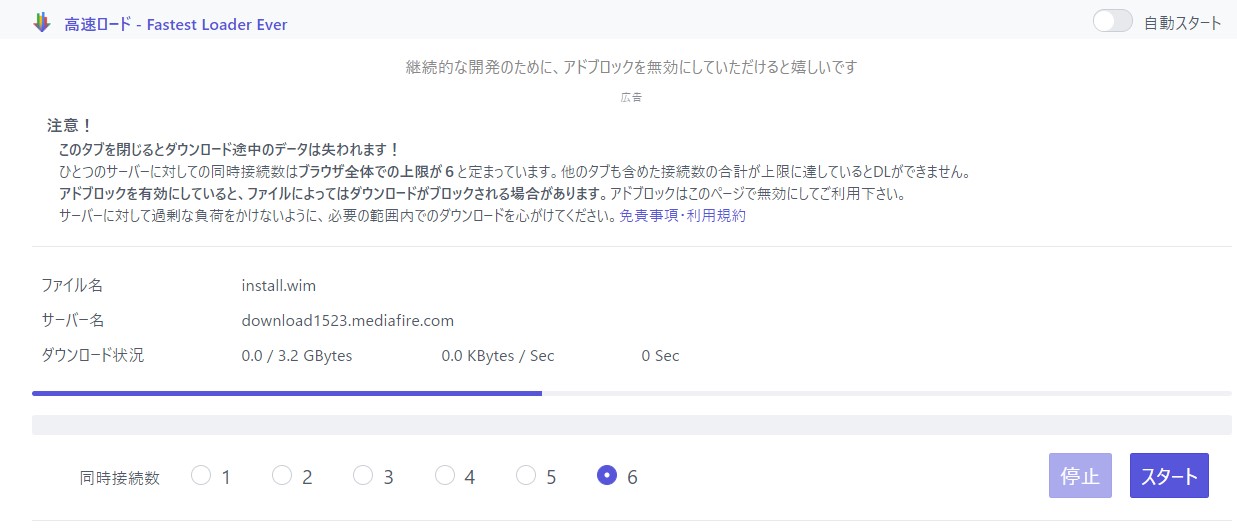 高速ロード - Fastest Loader Ever
自動スタート
継続的な開発のために、アドブロックを無効にしていただけると嬉しいです
広告
注意！
このタブを閉じるとダウンロード途中のデータは失われます！
ひとつのサーバーに対しての同時接続数はブラウザ全体での上限が６と定まっています。他のタブも含めた接続数の合計が上限に達しているとDLができません。
アドブロックを有効にしていると、ファイルによってはダウンロードがブロックされる場合があります。アドブロックはこのページで無効にしてご利用下さい。
サーバーに対して過剰な負荷をかけないように、必要の範囲内でのダウンロードを心がけてください。免責事項・利用規約
ファイル名 install.wim
サーバー名 download1523.mediafire.com
ダウンロード状況 0.0 / 3.2 GBytes 0.0 KBytes / Sec 0 Sec
同時接続数 1 2 3 4 5 6 停止 スタート